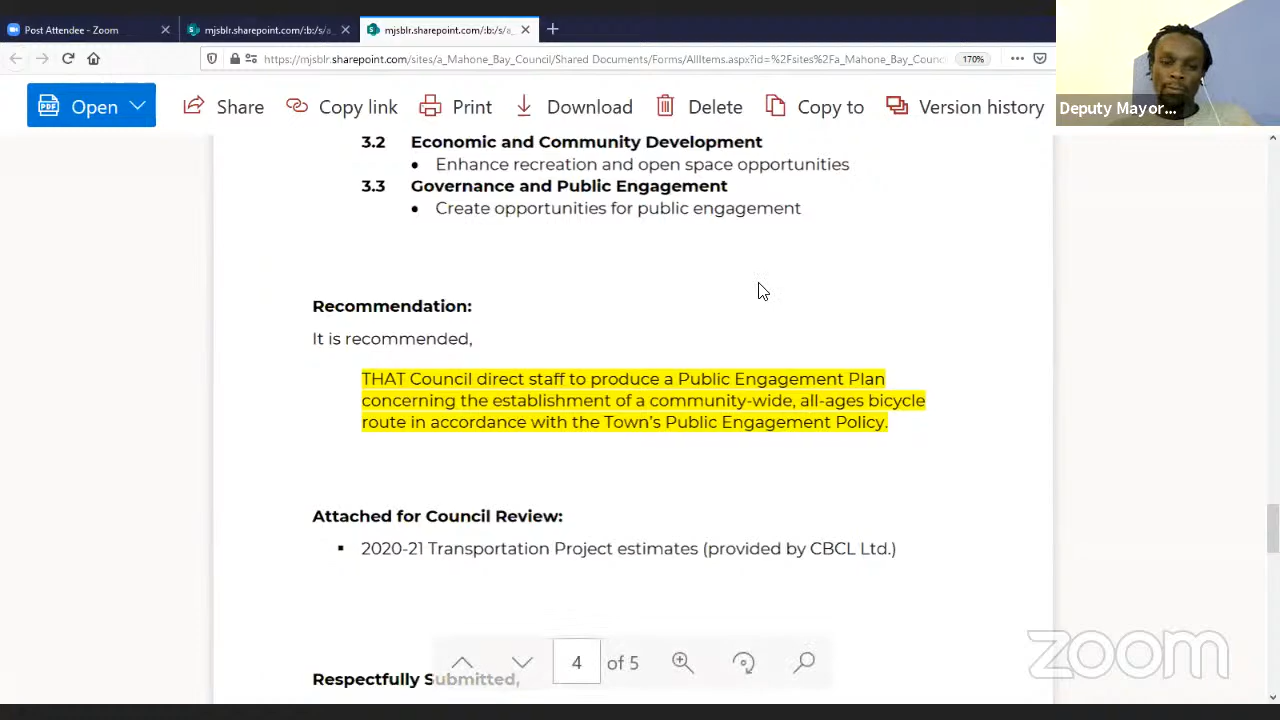 Post Attendee - Zoom
mjsblr.sharepoint.com/:b:/s/a_
mjsblr.sharepoint.com/:b:/s/a_
https://mjsblr.sharepoint.com/sites/a_Mahone_Bay_Council/Shared Documents/Forms/AllItems.aspx?id=%2Fsites%2Fa_Mahone_Bay_Counci
170%
Open
Share
Copy link
Print
Download
Delete
Copy to
Version history
Deputy Mayor...
3.2 Economic and Community Development
• Enhance recreation and open space opportunities
3.3 Governance and Public Engagement
• Create opportunities for public engagement
Recommendation:
It is recommended,
THAT Council direct staff to produce a Public Engagement Plan
concerning the establishment of a community-wide, all-ages bicycle
route in accordance with the Town's Public Engagement Policy.
Attached for Council Review:
▪ 2020-21 Transportation Project estimates (provided by CBCL Ltd.)
4 of 5
Respectfully Submitted,
zoom